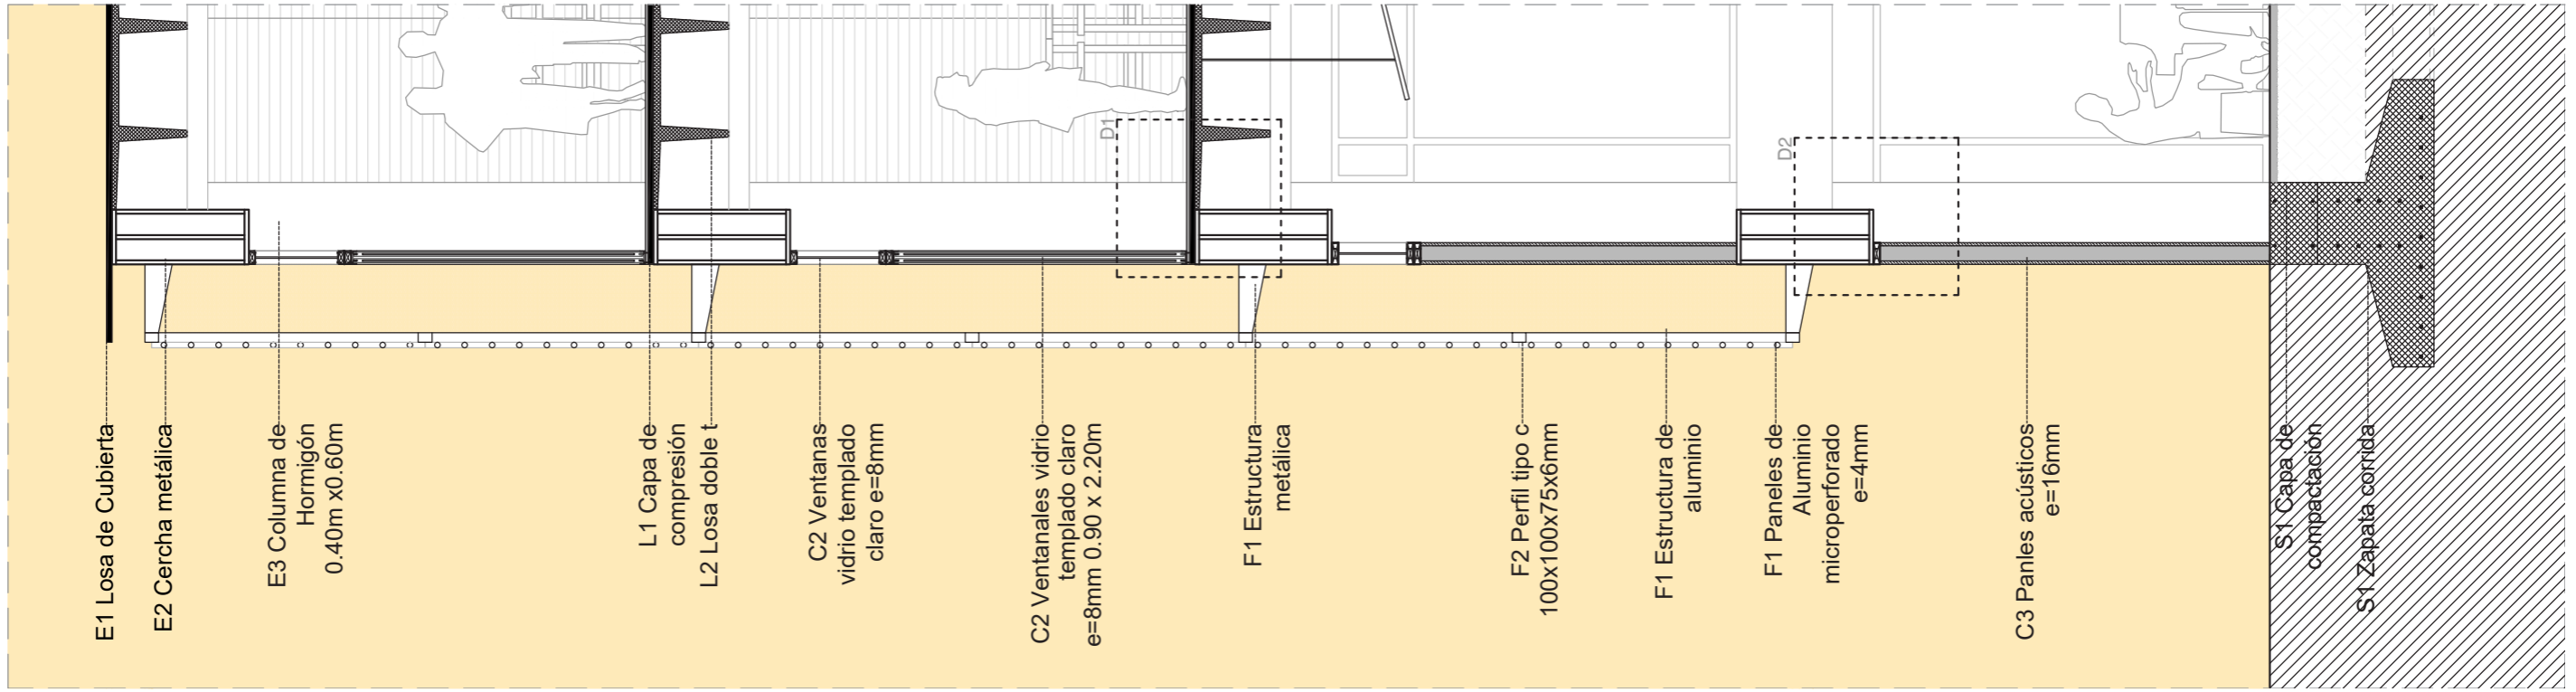 D1
D2
E1 Losa de Cubierta
E2 Cercha metálica
E3 Columna de
Hormigón
0.40m x0.60m
L1 Capa de
compresión
L2 Losa doble t
C2 Ventanas
vidrio templado
claro e=8mm
C2 Ventanales vidrio
templado claro
e=8mm 0.90 x 2.20m
F1 Estructura
metálica
F2 Perfil tipo c
100x100x75x6mm
F1 Estructura de
aluminio
F1 Paneles de
Aluminio
microperforado
e=4mm
C3 Panles acústicos
e=16mm
S1 Capa de
compactación
S1 Zapata corrida